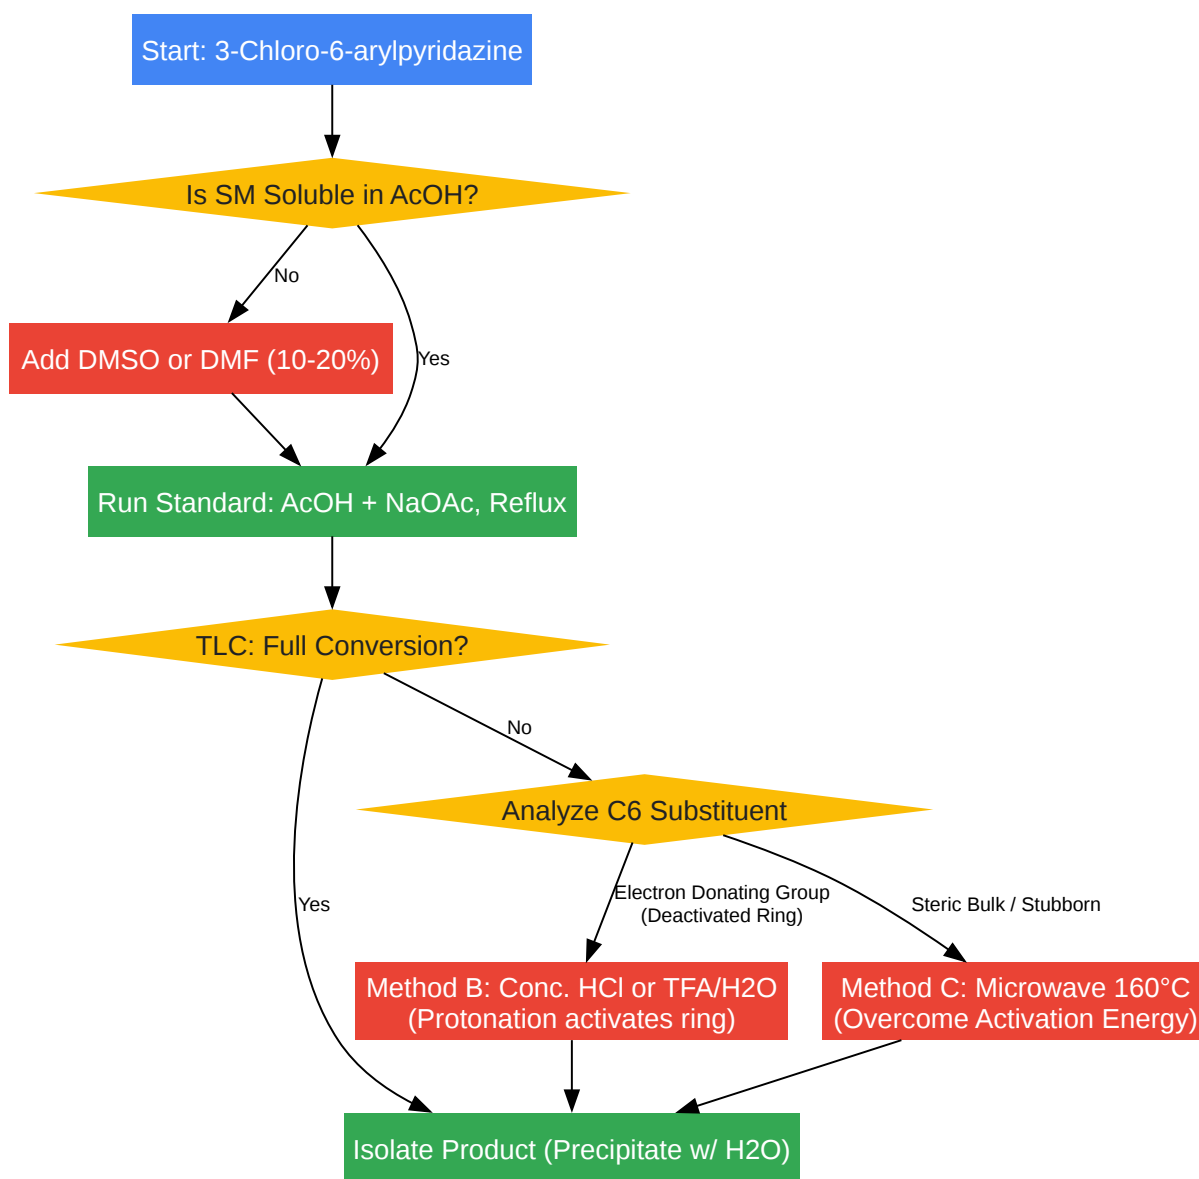 Start: 3-Chloro-6-arylpyridazine
Is SM Soluble in AcOH?
No
Add DMSO or DMF (10-20%)
Yes
Run Standard: AcOH + NaOAc, Reflux
TLC: Full Conversion?
No
Analyze C6 Substituent
Yes
Electron Donating Group
(Deactivated Ring)
Steric Bulk / Stubborn
Method B: Conc. HCl or TFA/H2O
(Protonation activates ring)
Method C: Microwave 160°C
(Overcome Activation Energy)
Isolate Product (Precipitate w/ H2O)